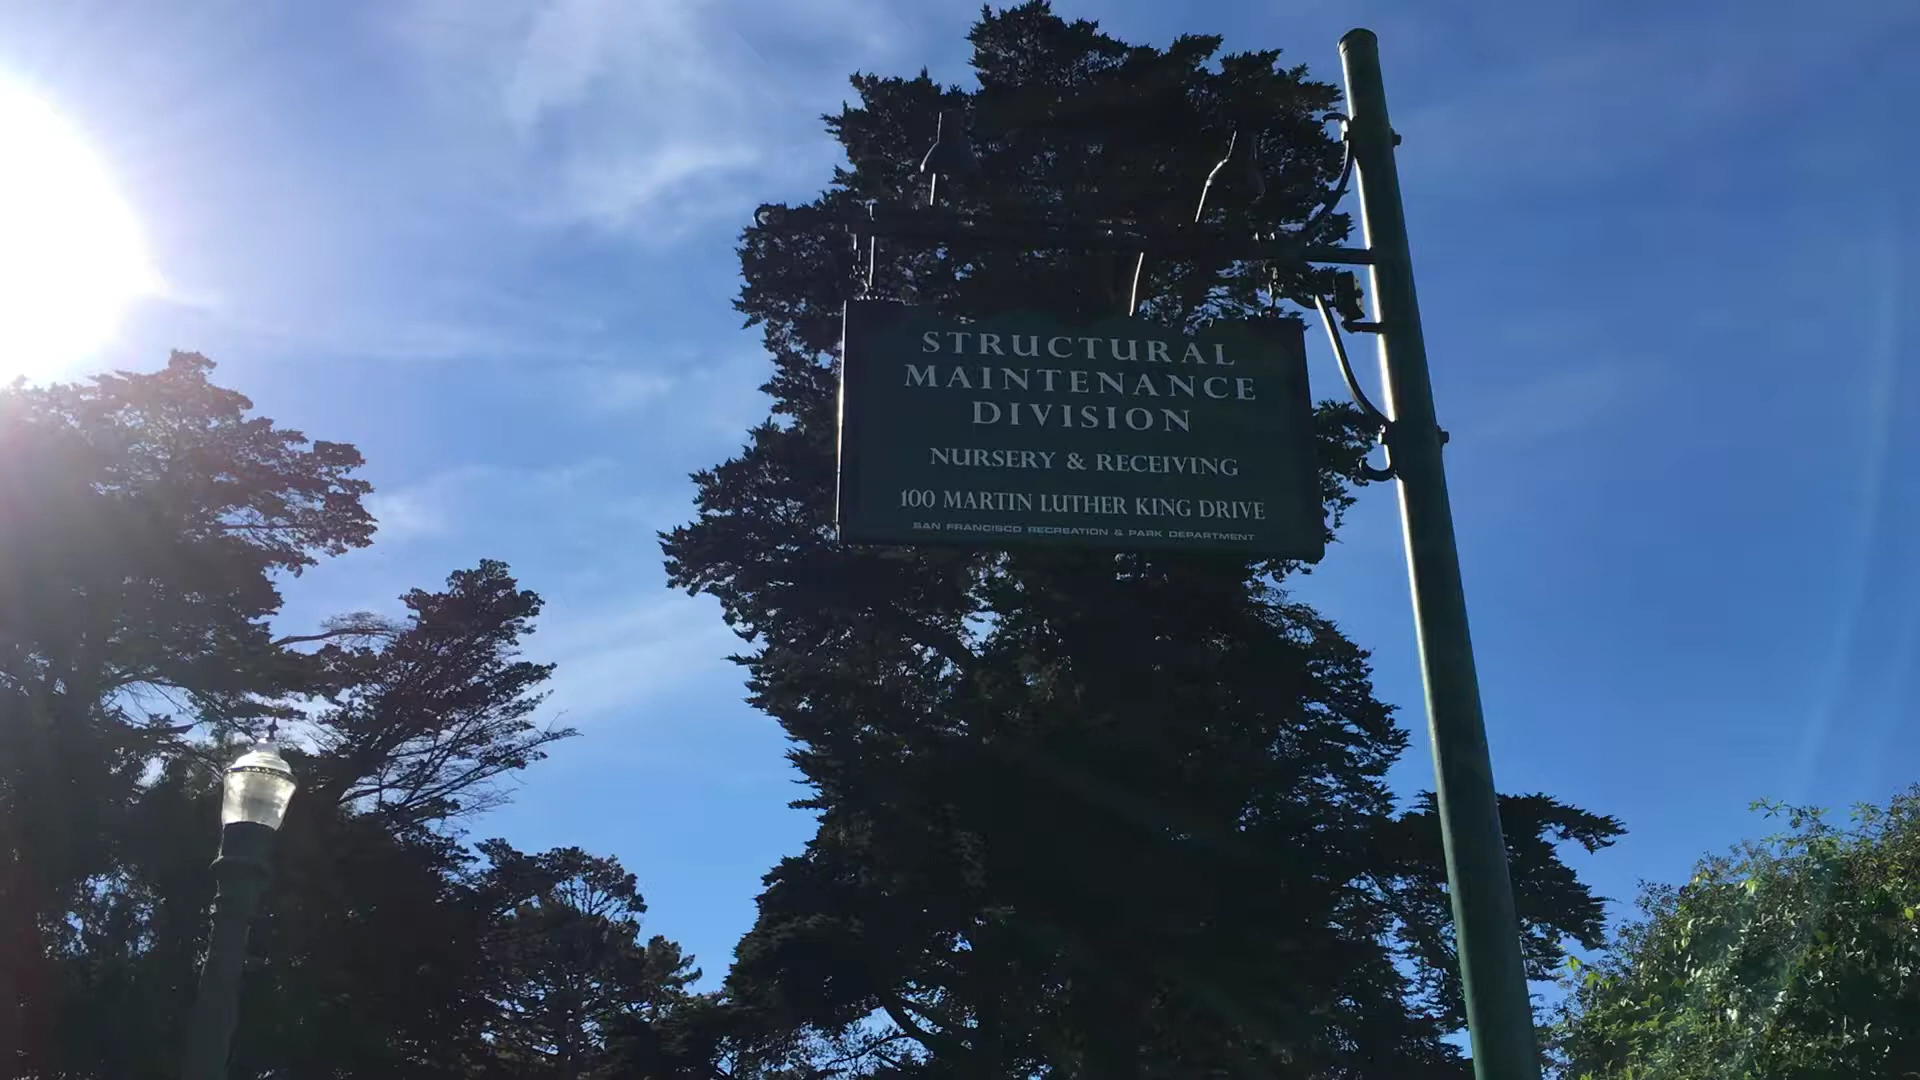 STRUCTURAL
MAINTENANCE
DIVISION
NURSERY & RECEIVING
100 MARTIN LUTHER KING DRIVE
SAN FRANCISCO RECREATION & PARK DEPARTMENT